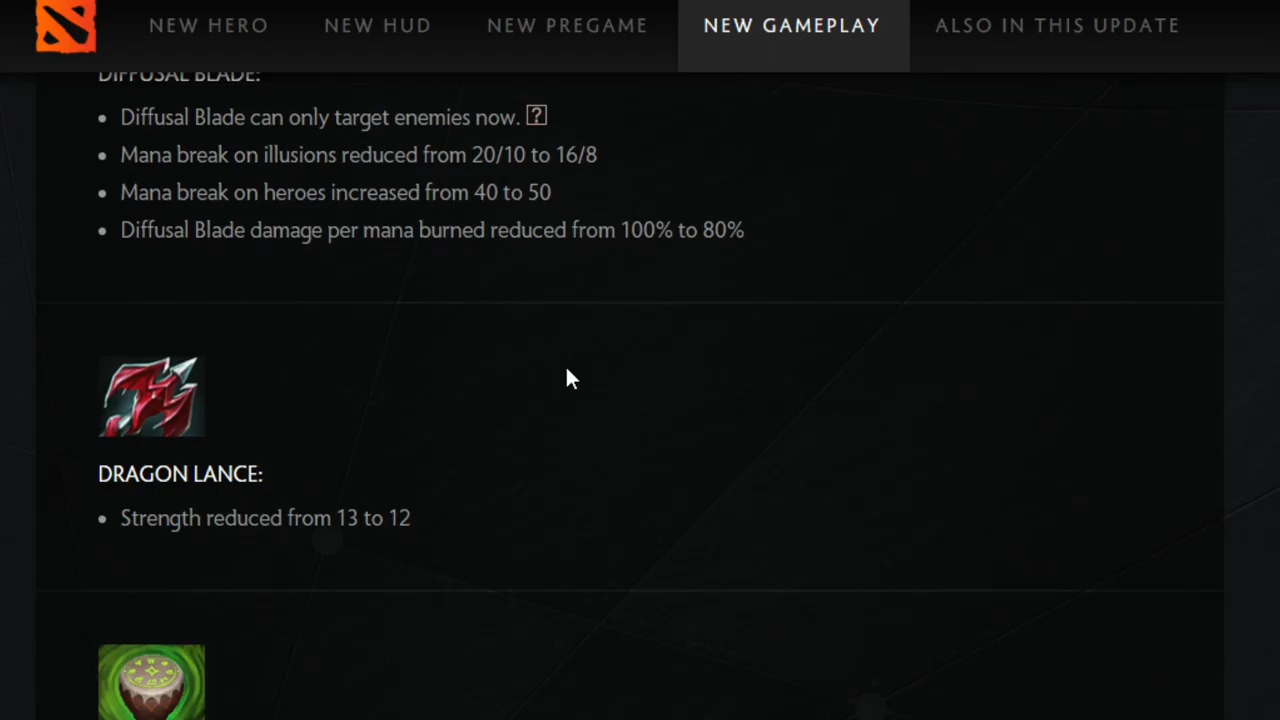 NEW HERO NEW HUD NEW PREGAME NEW GAMEPLAY ALSO IN THIS UPDATE
DIFFUSAL BLADE:
Diffusal Blade can only target enemies now. [?]
Mana break on illusions reduced from 20/10 to 16/8
Mana break on heroes increased from 40 to 50
Diffusal Blade damage per mana burned reduced from 100% to 80%
DRAGON LANCE:
Strength reduced from 13 to 12